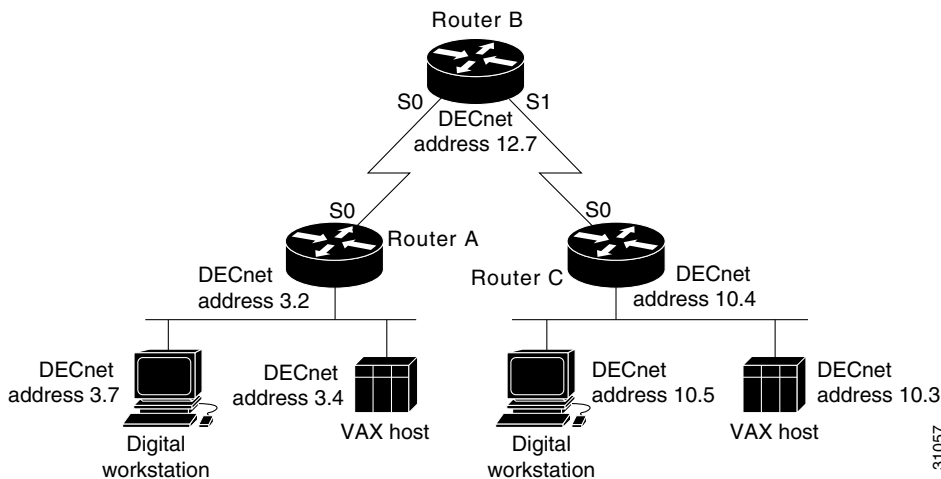 Router B
S0
S1
DECnet
address 12.7
S0
Router A
DECnet
address 3.2
S0
Router C
DECnet
address 10.4
DECnet
address 3.7
Digital
workstation
DECnet
address 3.4
VAX host
DECnet
address 10.5
Digital
workstation
DECnet
address 10.3
VAX host
31057